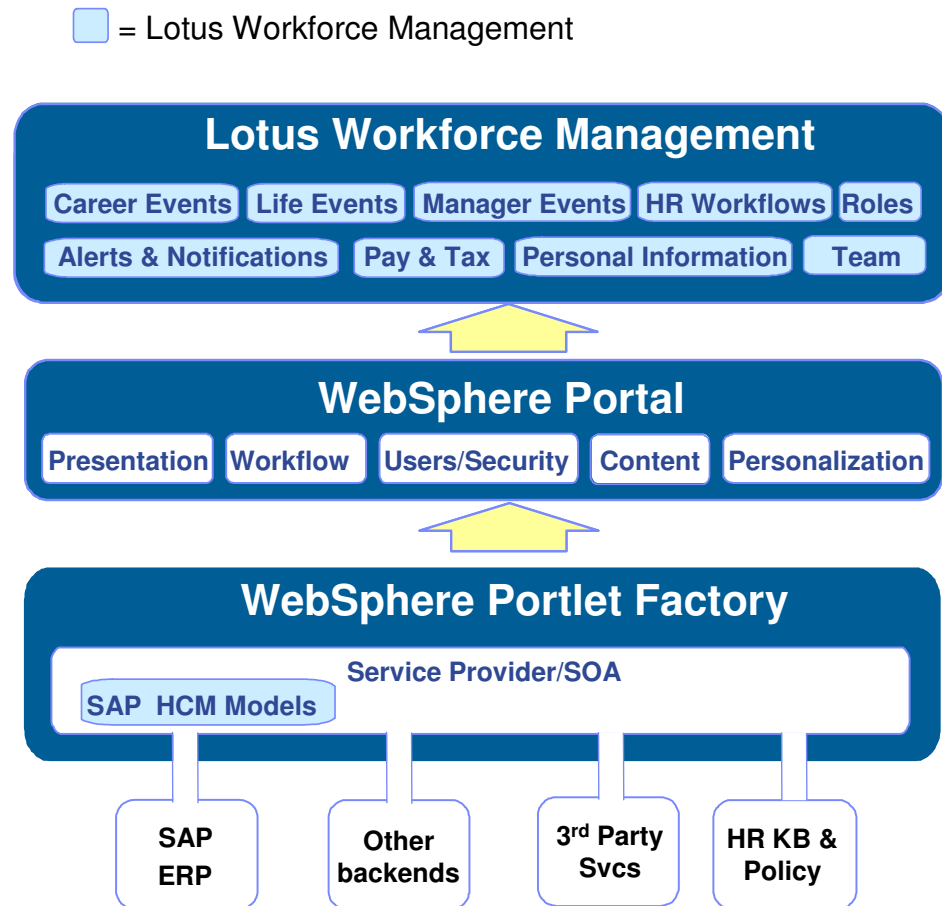 = Lotus Workforce Management
Lotus Workforce Management
Career Events
Life Events
Manager Events
HR Workflows
Roles
Alerts & Notifications
Pay & Tax
Personal Information
Team
WebSphere Portal
Presentation
Workflow
Users/Security
Content
Personalization
WebSphere Portlet Factory
Service Provider/SOA
SAP HCM Models
SAP
ERP
Other
backends
3rd Party
Svcs
HR KB &
Policy